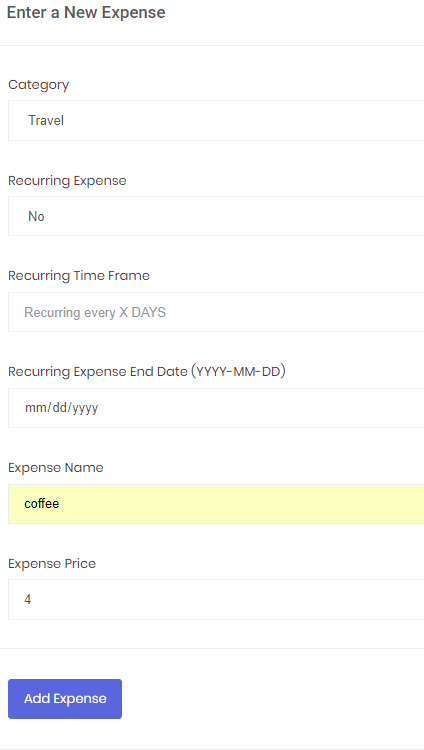 Enter a New Expense
Category
Travel
Recurring Expense
No
Recurring Time Frame
Recurring every X DAYS
Recurring Expense End Date (YYYY-MM-DD)
mm/dd/yyyy
Expense Name
coffee
Expense Price
4
Add Expense